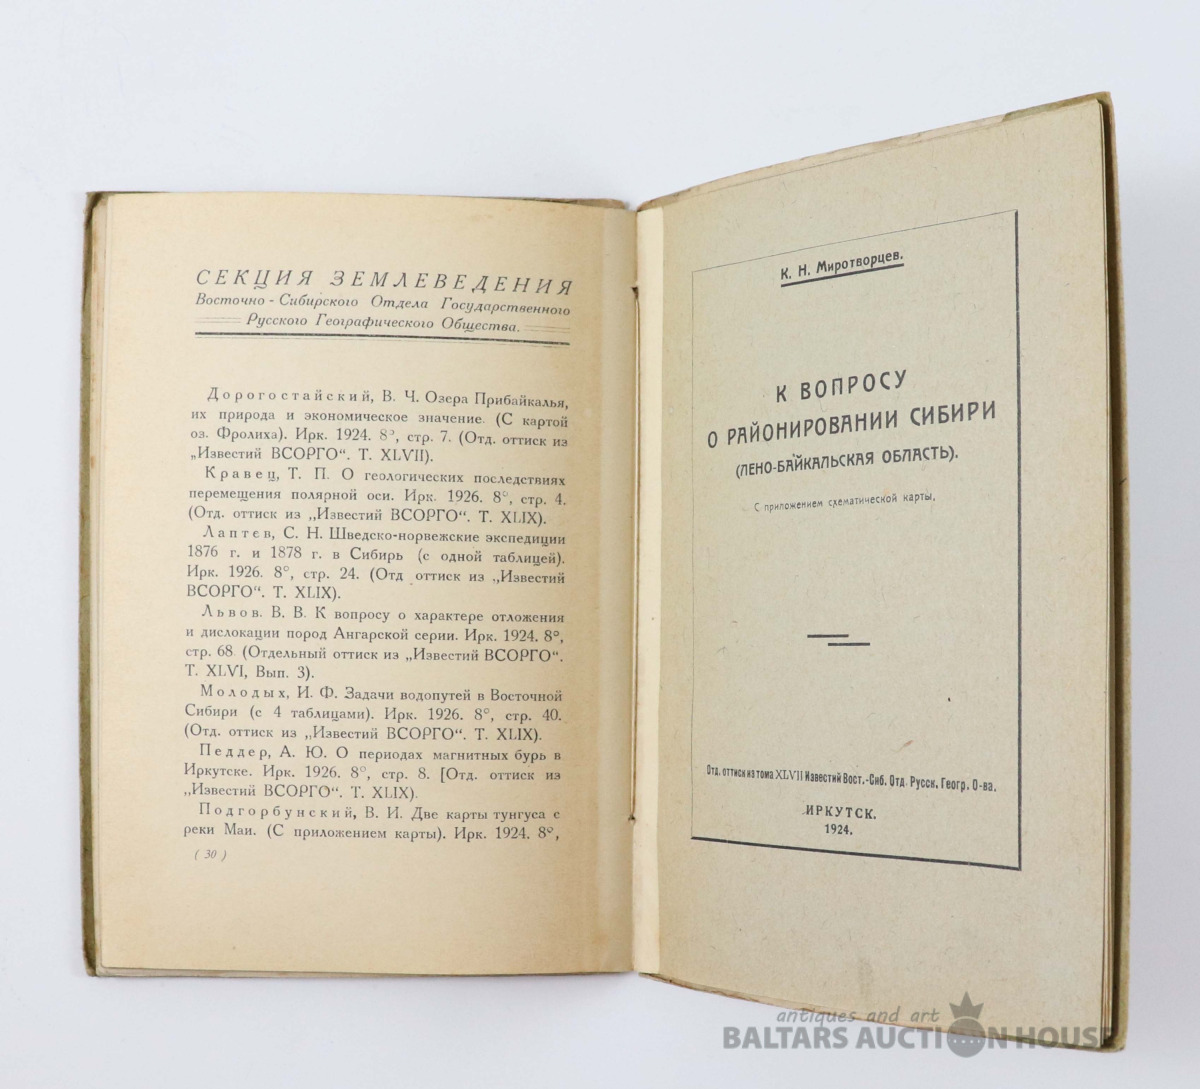 СЕКЦИЯ ЗЕМЛЕВЕДЕНИЯ
Восточно-Сибирского Отдела Государственного
Русского Географического Общества.
Дорогостайский, В. Ч. Озера Прибайкалья,
их природа и экономическое значение. (С картой
оз. Фролиха). Ирк. 1924. 8°, стр. 7. (Отд. оттиск из
„Известий ВСОРГО“. Т. XLVII).
Кравец, Т. П. О геологических последствиях
перемещения полярной оси. Ирк. 1926. 8°, стр. 4.
(Отд. оттиск из „Известий ВСОРГО“. Т. XLIX).
Лаптев, С. Н. Шведско-норвежские экспедиции
1876 г. и 1878 г. в Сибирь (с одной таблицей).
Ирк. 1926. 8°, стр. 24. (Отд оттиск из „Известий
ВСОРГО“. Т. XLIX).
Львов. В. В. К вопросу о характере отложения
и дислокации пород Ангарской серии. Ирк. 1924. 8°,
стр. 68. (Отдельный оттиск из „Известий ВСОРГО“.
Т. XLVI, Вып. 3).
Молодых, И. Ф. Задачи водопутей в Восточной
Сибири (с 4 таблицами). Ирк. 1926. 8°, стр. 40.
(Отд. оттиск из „Известий ВСОРГО“. Т. XLIX).
Педдер, А. Ю. О периодах магнитных бурь в
Иркутске. Ирк. 1926. 8°, стр. 8. [Отд. оттиск из
„Известий ВСОРГО“. Т. XLIX).
Подгорбунский, В. И. Две карты тунгуса с
реки Маи. (С приложением карты). Ирк. 1924. 8°,
( 30 )
К. Н. Миротворцев.
К ВОПРОСУ
О РАЙОНИРОВАНИИ СИБИРИ
(ЛЕНО-БАЙКАЛЬСКАЯ ОБЛАСТЬ).
С приложением схематической карты.
Отд. оттиск из тома XLVII Известий Вост.-Сиб. Отд. Русск. Геогр. О-ва.
ИРКУТСК.
1924.
antiques and art
BALTARS AUCTION HOUSE